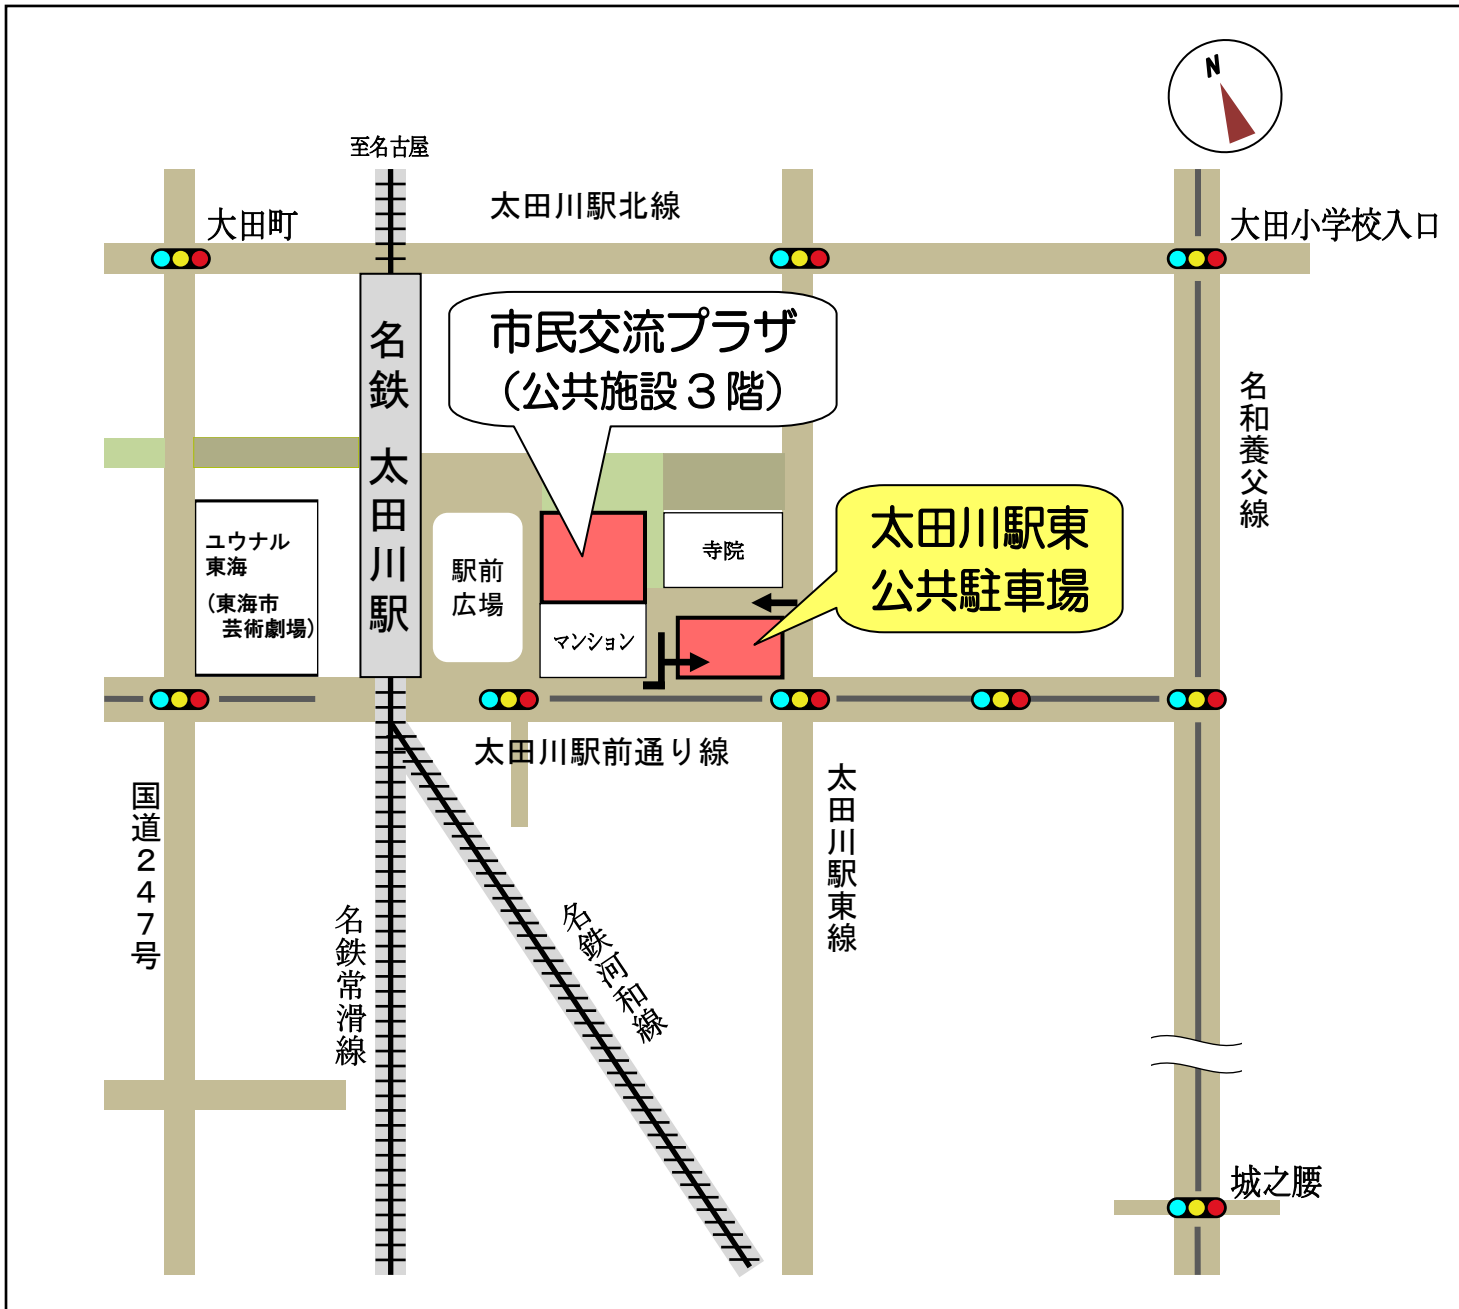 N
至名古屋
太田川駅北線
大田町
大田小学校入口
市民交流プラザ
（公共施設３階）
名鉄 太田川駅
名和養父線
太田川駅東
公共駐車場
ユウナル
東海
（東海市
芸術劇場）
駅前
広場
寺院
マンション
太田川駅前通り線
国道２４７号
太田川駅東線
名鉄常滑線
名鉄河和線
城之腰